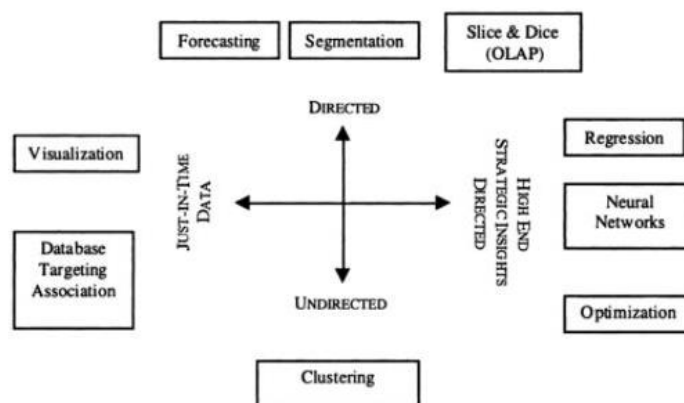 Forecasting
Segmentation
Slice & Dice
(OLAP)
DIRECTED
Visualization
Regression
JUST-IN-TIME
DATA
HIGH END
STRATEGIC INSIGHTS
DIRECTED
Neural
Networks
Database
Targeting
Association
UNDIRECTED
Optimization
Clustering